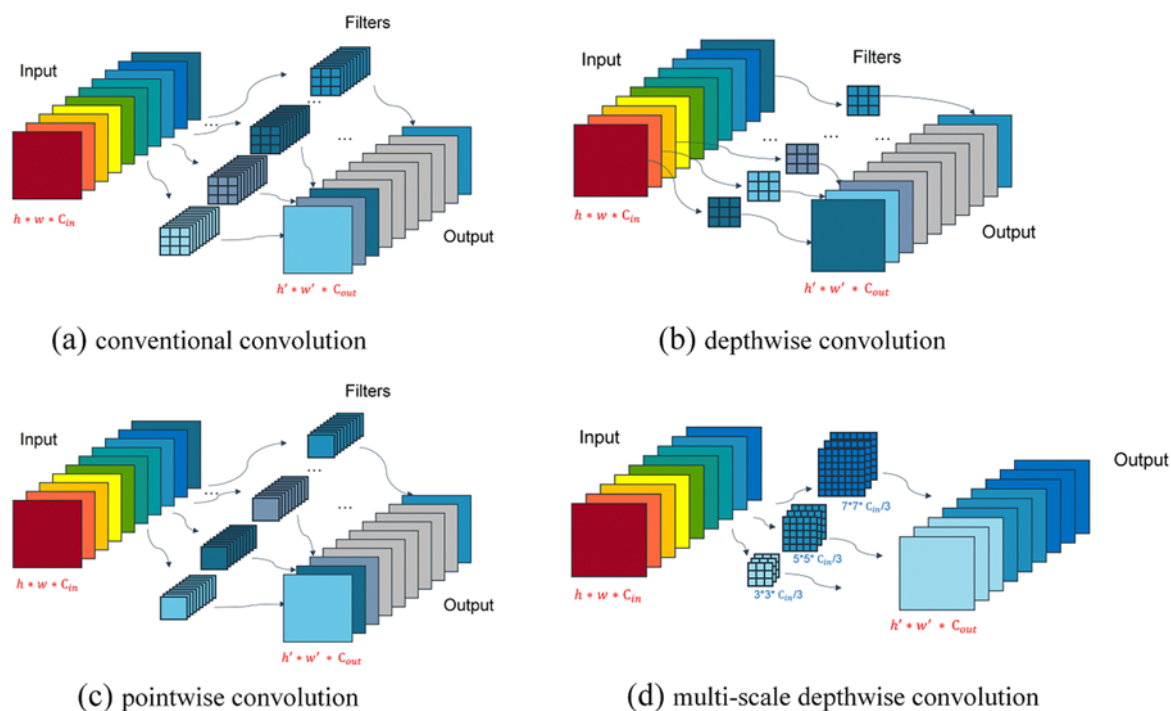 Filters
Input
...
...
...
h * w * C_in
Output
h′ * w′ * C_out
(a) conventional convolution
Input
Filters
... ... ...
h * w * C_in
Output
h′ * w′ * C_out
(b) depthwise convolution
Filters
Input
...
...
...
h * w * C_in
Output
h′ * w′ * C_out
(c) pointwise convolution
Input
Output
7*7* C_in/3
5*5* C_in/3
3*3* C_in/3
h * w * C_in
h′ * w′ * C_out
(d) multi-scale depthwise convolution